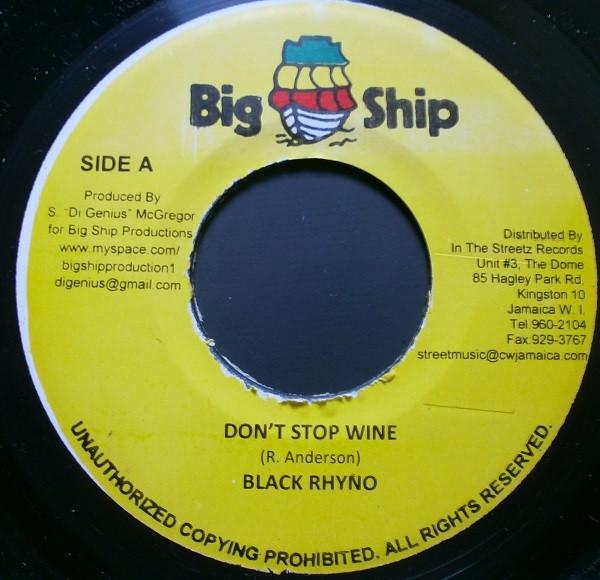 Big Ship
SIDE A
Produced By
S. "Di Genius" McGregor
for Big Ship Productions
www.myspace.com/
bigshipproduction1
digenius@gmail.com
Distributed By
In The Streetz Records
Unit #3, The Dome
85 Hagley Park Rd.
Kingston 10
Jamaica W. I.
Tel.960-2104
Fax:929-3767
streetmusic@cwjamaica.com
DON'T STOP WINE
(R. Anderson)
BLACK RHYNO
UNAUTHORIZED COPYING PROHIBITED. ALL RIGHTS RESERVED.